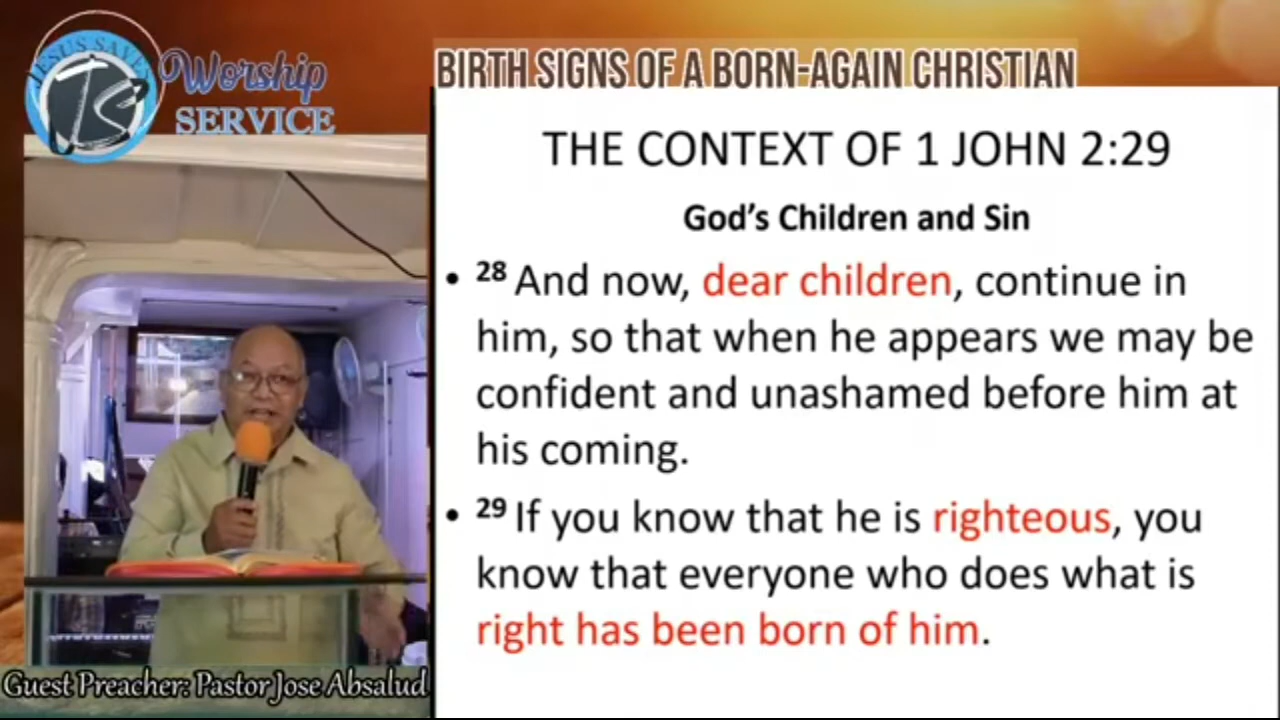 JESUS SAVES
JS
Worship
SERVICE
BIRTH SIGNS OF A BORN-AGAIN CHRISTIAN
THE CONTEXT OF 1 JOHN 2:29
God's Children and Sin
• 28 And now, dear children, continue in
him, so that when he appears we may be
confident and unashamed before him at
his coming.
• 29 If you know that he is righteous, you
know that everyone who does what is
right has been born of him.
Guest Preacher: Pastor Jose Absalud